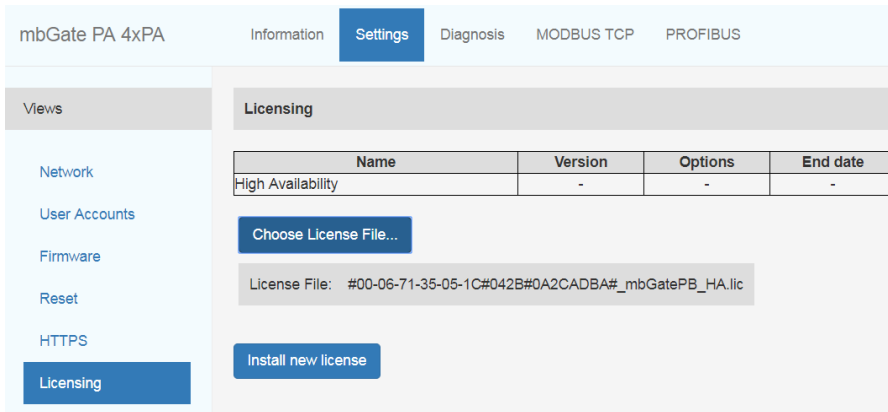 mbGate PA 4xPA Information Settings Diagnosis MODBUS TCP PROFIBUS
Views
Network
User Accounts
Firmware
Reset
HTTPS
Licensing
Licensing
Name Version Options End date
High Availability - - -
Choose License File...
License File: #00-06-71-35-05-1C#042B#0A2CADBA#_mbGatePB_HA.lic
Install new license